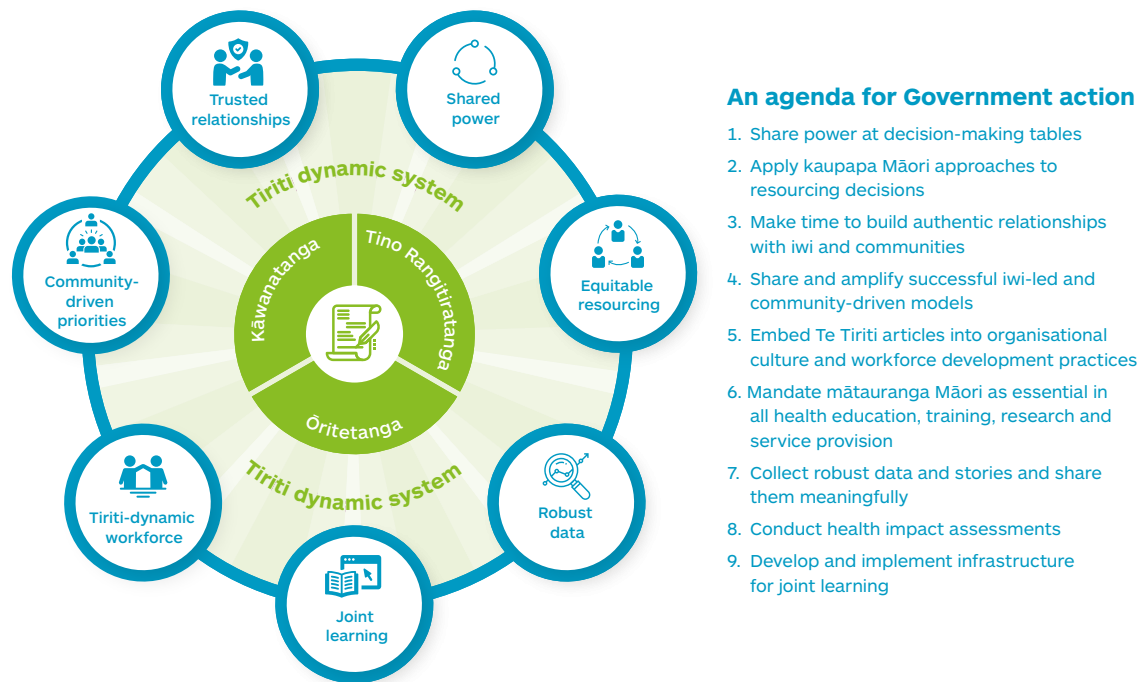 Trusted
relationships
Shared
power
Tiriti dynamic system
Community-
driven
priorities
Kāwanatanga
Tino Rangitiratanga
Equitable
resourcing
Ōritetanga
Tiriti dynamic system
Tiriti-dynamic
workforce
Robust
data
Joint
learning
An agenda for Government action
1. Share power at decision-making tables
2. Apply kaupapa Māori approaches to
resourcing decisions
3. Make time to build authentic relationships
with iwi and communities
4. Share and amplify successful iwi-led and
community-driven models
5. Embed Te Tiriti articles into organisational
culture and workforce development practices
6. Mandate mātauranga Māori as essential in
all health education, training, research and
service provision
7. Collect robust data and stories and share
them meaningfully
8. Conduct health impact assessments
9. Develop and implement infrastructure
for joint learning